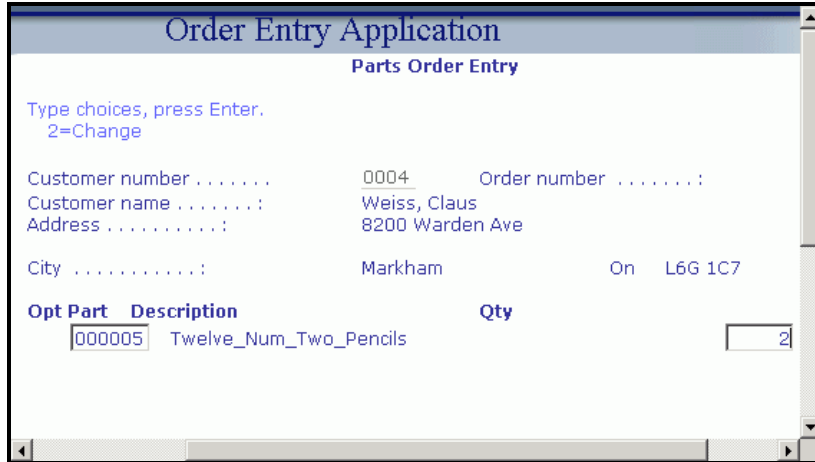 Order Entry Application
Parts Order Entry
Type choices, press Enter.
2=Change
Customer number . . . . . . . 0004 Order number . . . . . . . :
Customer name . . . . . . . : Weiss, Claus
Address . . . . . . . . . . : 8200 Warden Ave
City . . . . . . . . . . . : Markham On L6G 1C7
Opt Part Description Qty
000005 Twelve_Num_Two_Pencils 2